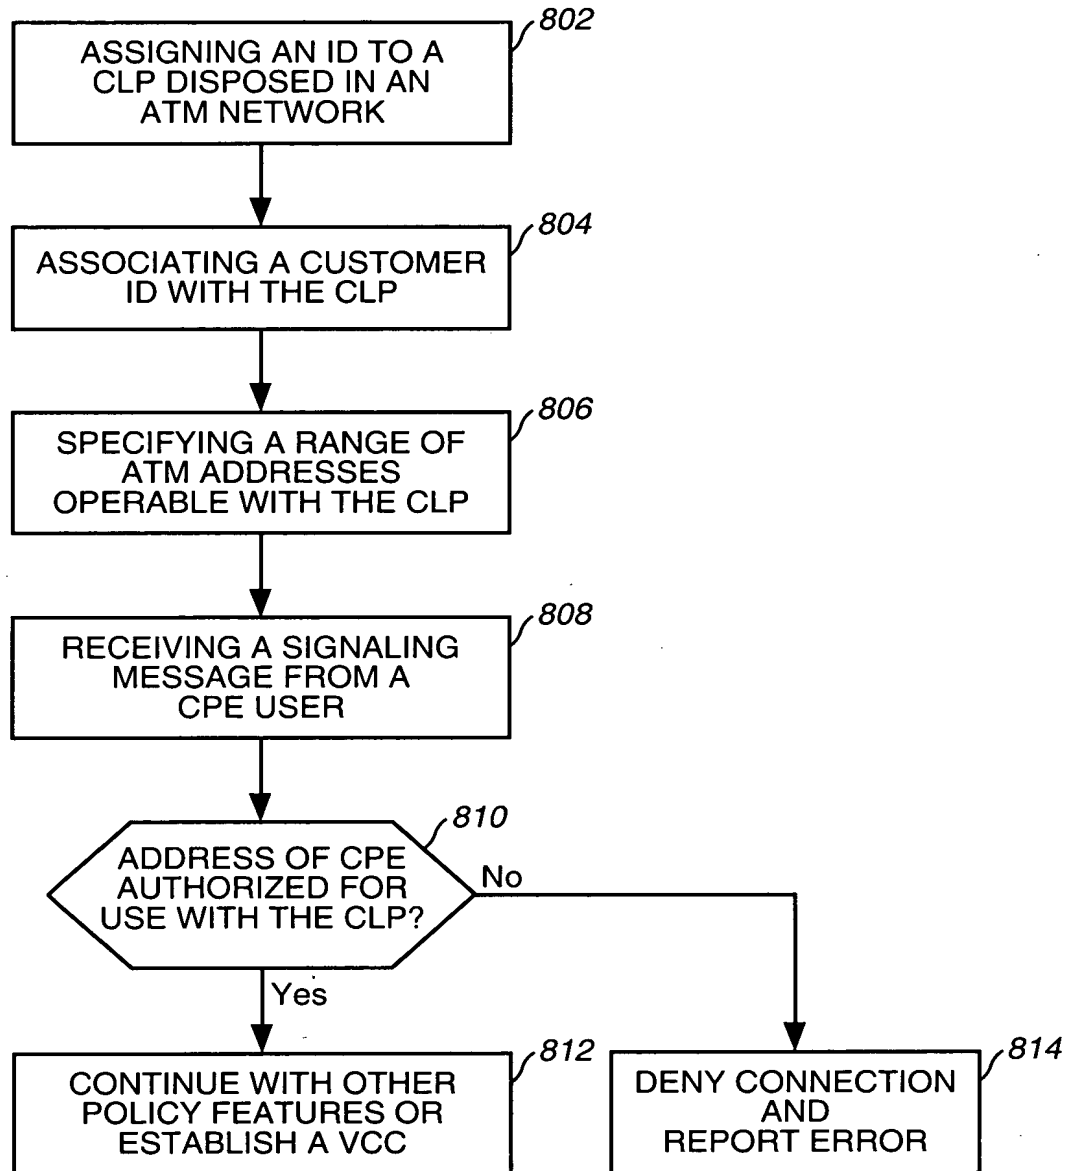 802
ASSIGNING AN ID TO A
CLP DISPOSED IN AN
ATM NETWORK
804
ASSOCIATING A CUSTOMER
ID WITH THE CLP
806
SPECIFYING A RANGE OF
ATM ADDRESSES
OPERABLE WITH THE CLP
808
RECEIVING A SIGNALING
MESSAGE FROM A
CPE USER
810
ADDRESS OF CPE
AUTHORIZED FOR
USE WITH THE CLP?
No
Yes
812
CONTINUE WITH OTHER
POLICY FEATURES OR
ESTABLISH A VCC
814
DENY CONNECTION
AND
REPORT ERROR